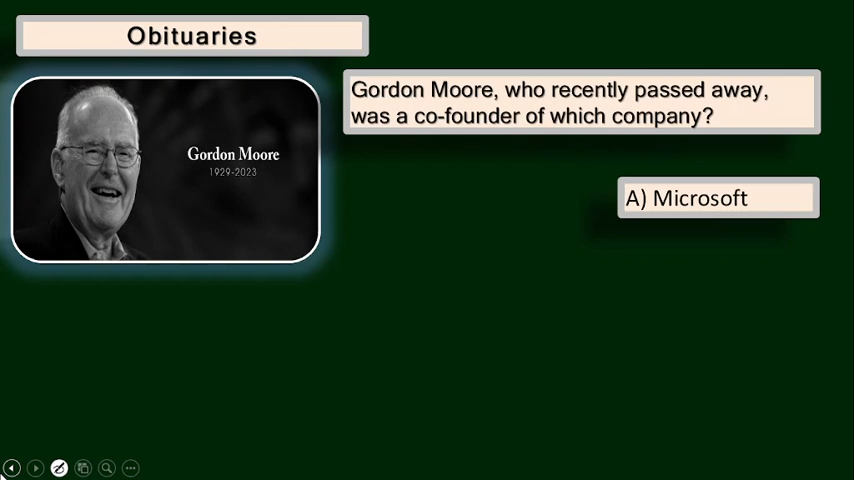 Obituaries
Gordon Moore, who recently passed away,
was a co-founder of which company?
Gordon Moore
1929-2023
A) Microsoft